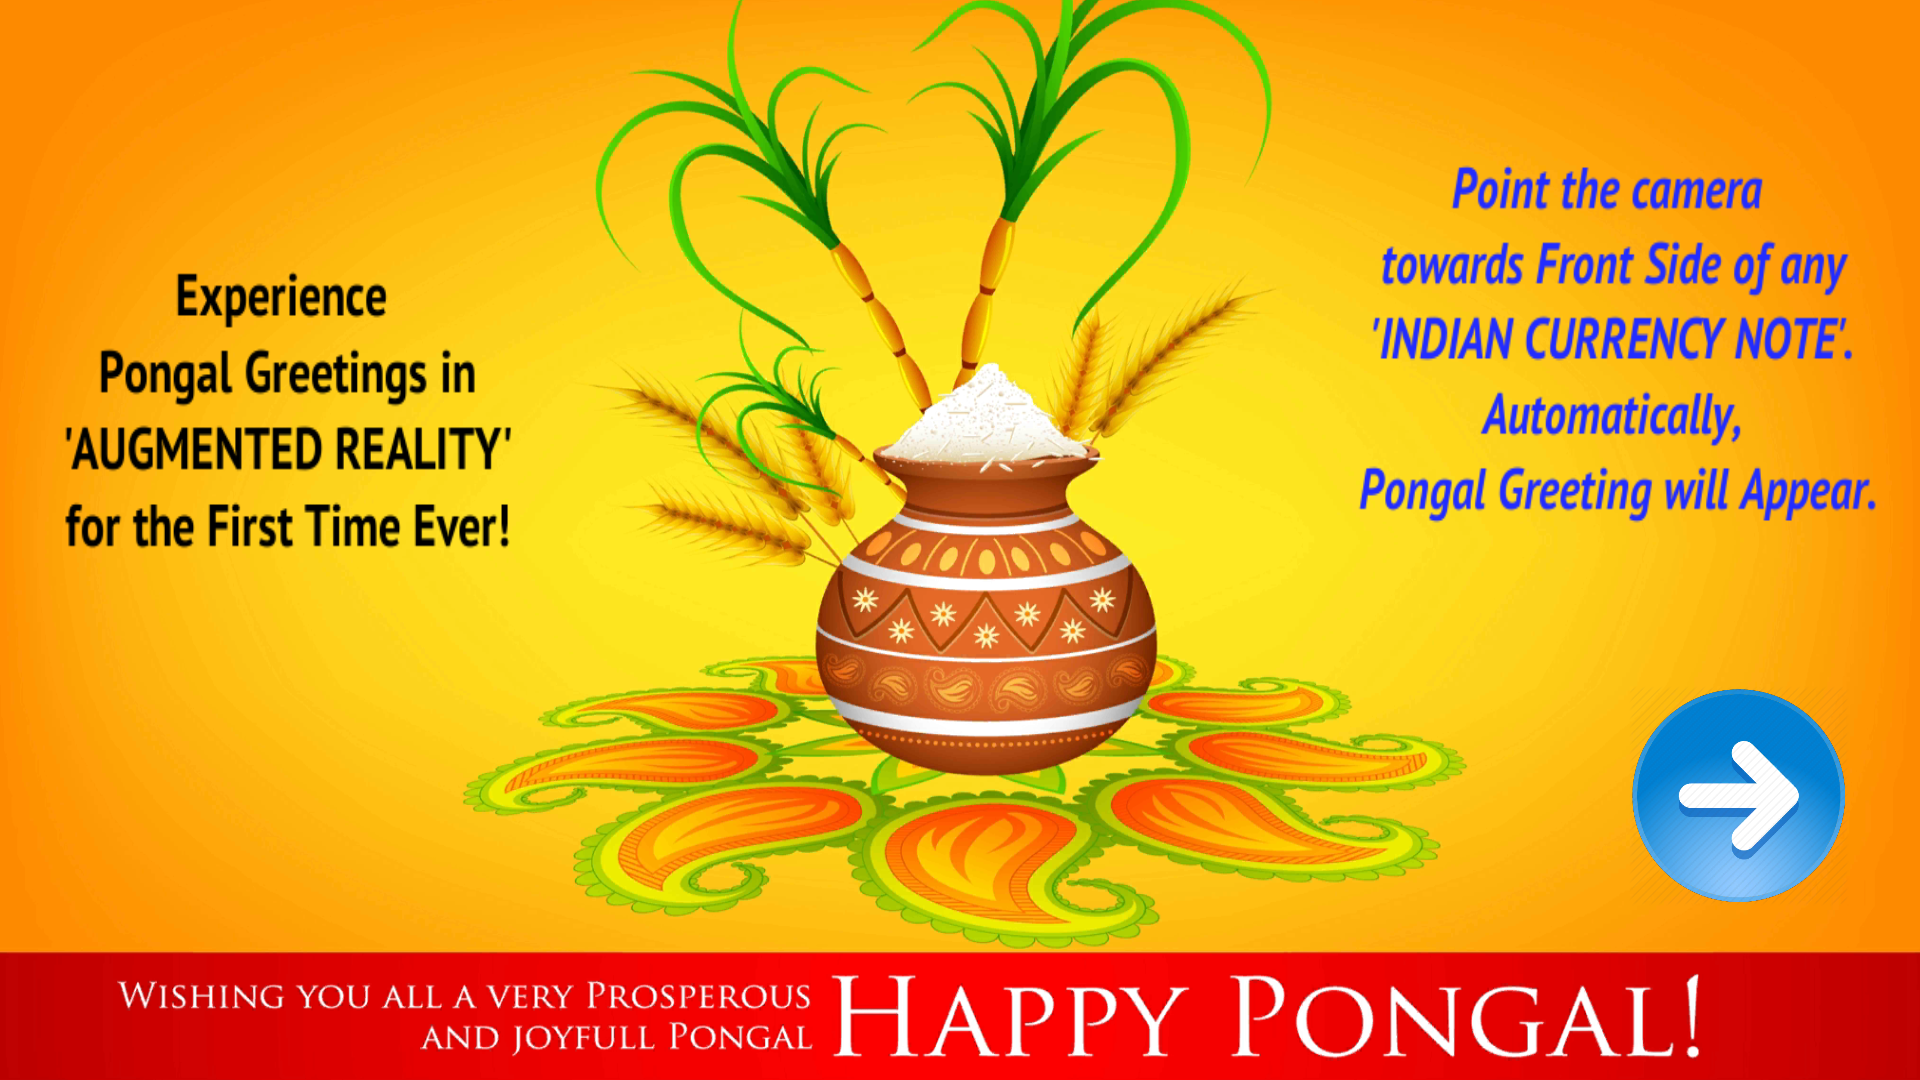 Experience
Pongal Greetings in
'AUGMENTED REALITY'
for the First Time Ever!
Point the camera
towards Front Side of any
'INDIAN CURRENCY NOTE'.
Automatically,
Pongal Greeting will Appear.
WISHING YOU ALL A VERY PROSPEROUS
AND JOYFULL PONGAL
HAPPY PONGAL!